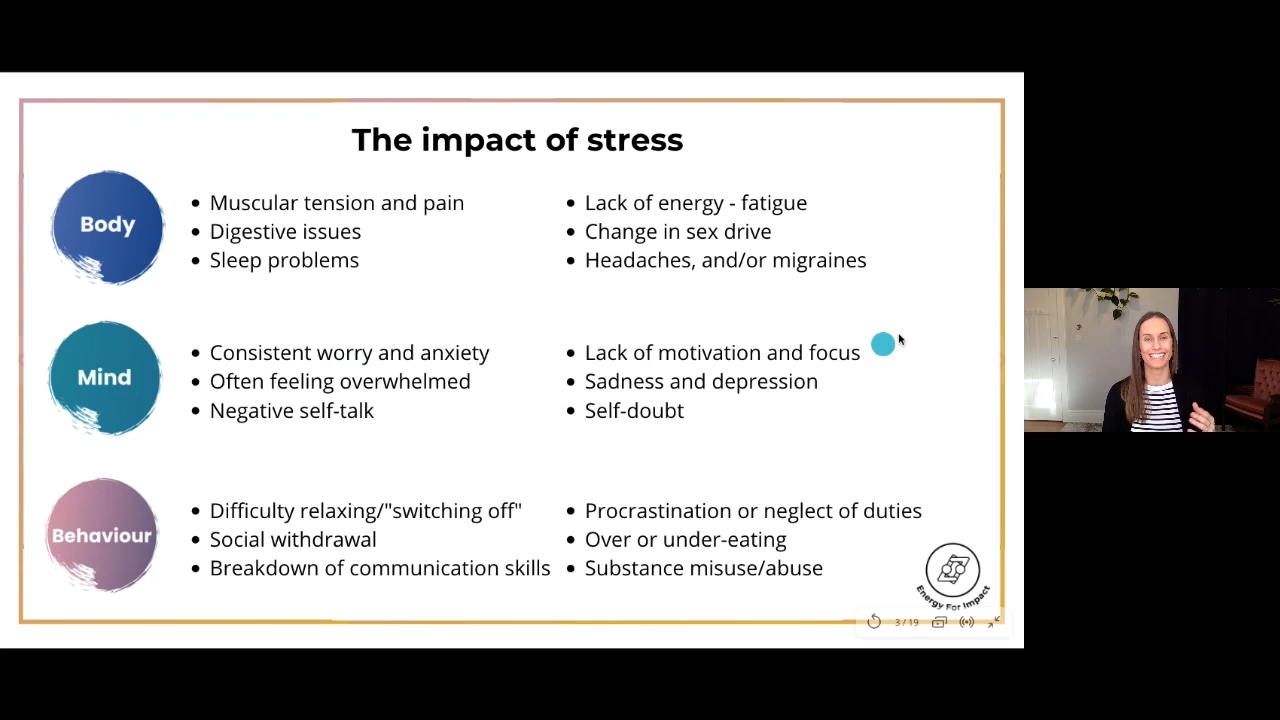 The impact of stress
Body
Muscular tension and pain
Digestive issues
Sleep problems
Lack of energy - fatigue
Change in sex drive
Headaches, and/or migraines
Mind
Consistent worry and anxiety
Often feeling overwhelmed
Negative self-talk
Lack of motivation and focus
Sadness and depression
Self-doubt
Behaviour
Difficulty relaxing/"switching off"
Social withdrawal
Breakdown of communication skills
Procrastination or neglect of duties
Over or under-eating
Substance misuse/abuse
Energy For Impact
3 / 19